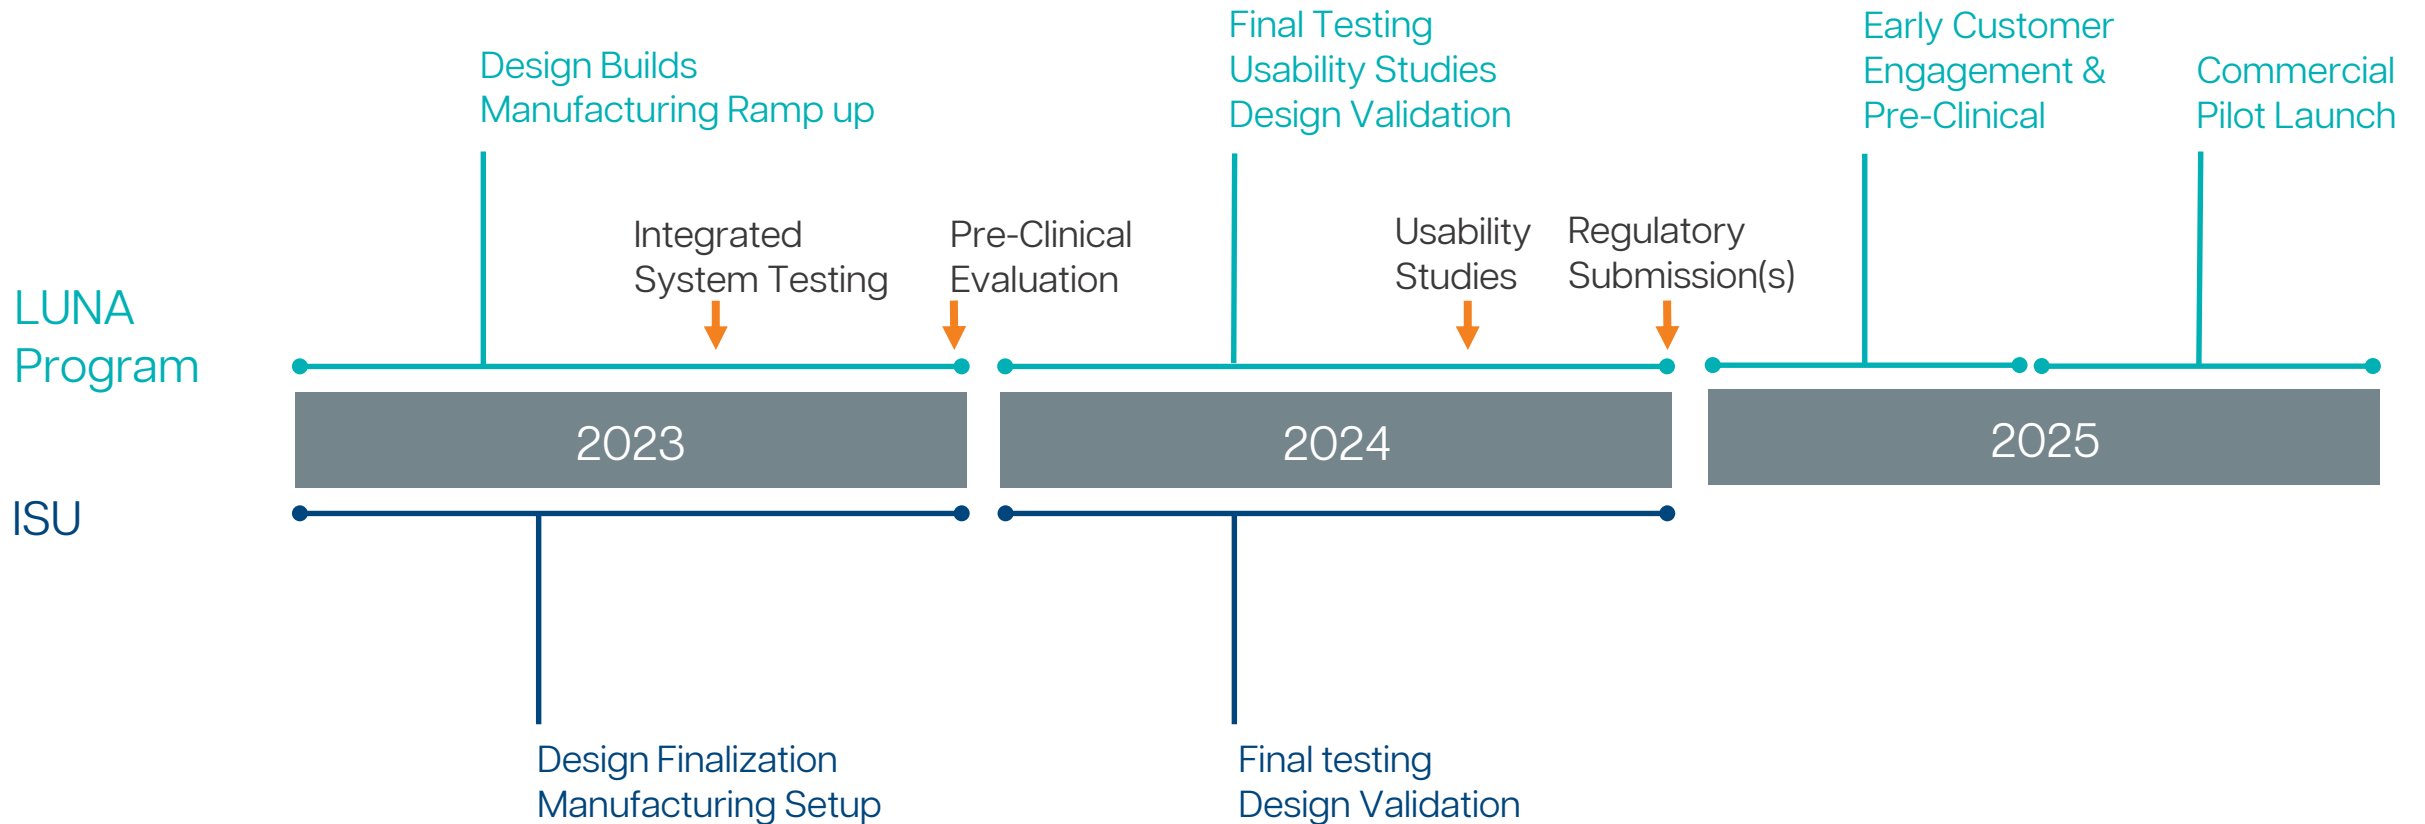 Design Builds
Manufacturing Ramp up
Final Testing
Usability Studies
Design Validation
Early Customer
Engagement &
Pre-Clinical
Commercial
Pilot Launch
Integrated
System Testing
Pre-Clinical
Evaluation
Usability
Studies
Regulatory
Submission(s)
LUNA
Program
2023
2024
2025
ISU
Design Finalization
Manufacturing Setup
Final testing
Design Validation